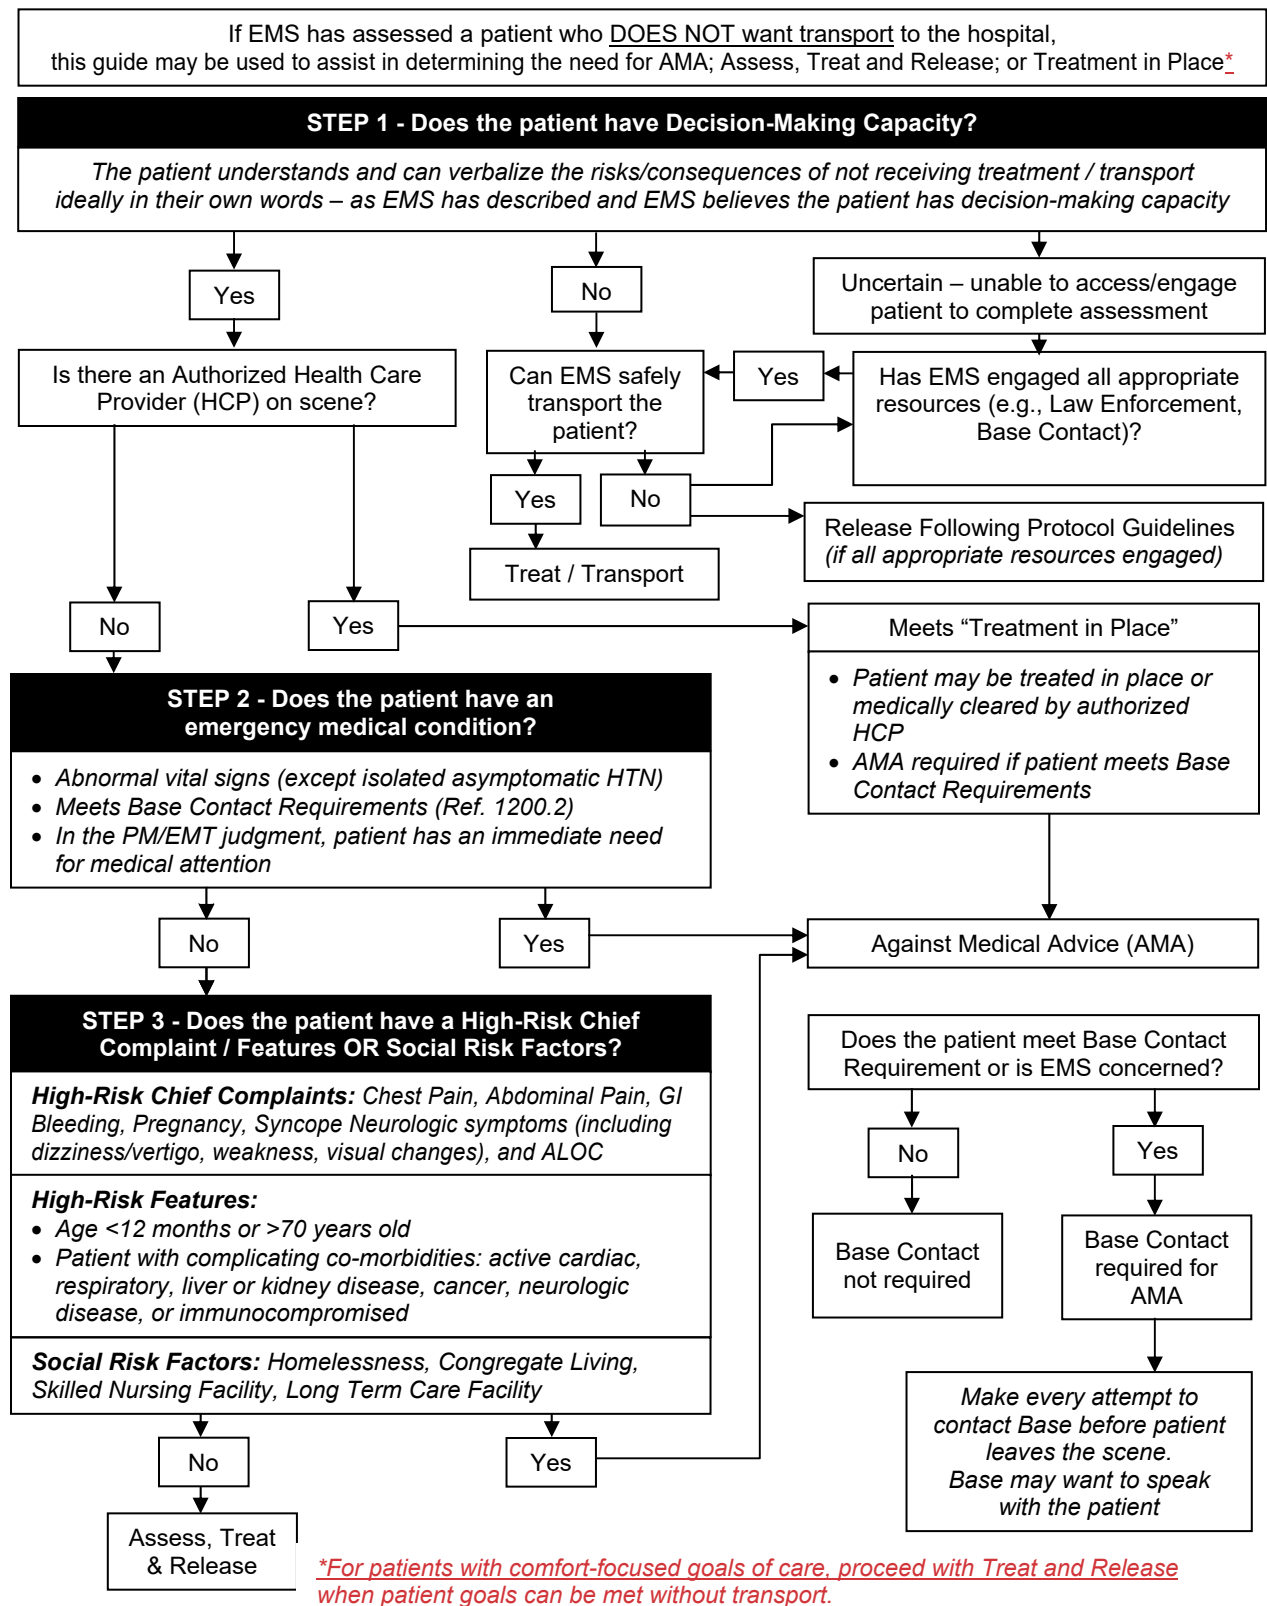 If EMS has assessed a patient who DOES NOT want transport to the hospital,
this guide may be used to assist in determining the need for AMA; Assess, Treat and Release; or Treatment in Place*
STEP 1 - Does the patient have Decision-Making Capacity?
The patient understands and can verbalize the risks/consequences of not receiving treatment / transport
ideally in their own words – as EMS has described and EMS believes the patient has decision-making capacity
Yes
No
Uncertain – unable to access/engage
patient to complete assessment
Is there an Authorized Health Care
Provider (HCP) on scene?
Can EMS safely
transport the
patient?
Yes
Has EMS engaged all appropriate
resources (e.g., Law Enforcement,
Base Contact)?
Yes
No
Release Following Protocol Guidelines
(if all appropriate resources engaged)
Treat / Transport
No
Yes
Meets “Treatment in Place”
• Patient may be treated in place or
medically cleared by authorized
HCP
• AMA required if patient meets Base
Contact Requirements
STEP 2 - Does the patient have an
emergency medical condition?
• Abnormal vital signs (except isolated asymptomatic HTN)
• Meets Base Contact Requirements (Ref. 1200.2)
• In the PM/EMT judgment, patient has an immediate need
for medical attention
No
Yes
Against Medical Advice (AMA)
STEP 3 - Does the patient have a High-Risk Chief
Complaint / Features OR Social Risk Factors?
High-Risk Chief Complaints: Chest Pain, Abdominal Pain, GI
Bleeding, Pregnancy, Syncope Neurologic symptoms (including
dizziness/vertigo, weakness, visual changes), and ALOC
High-Risk Features:
• Age <12 months or >70 years old
• Patient with complicating co-morbidities: active cardiac,
respiratory, liver or kidney disease, cancer, neurologic
disease, or immunocompromised
Social Risk Factors: Homelessness, Congregate Living,
Skilled Nursing Facility, Long Term Care Facility
No
Yes
Assess, Treat
& Release
Does the patient meet Base Contact
Requirement or is EMS concerned?
No
Yes
Base Contact
not required
Base Contact
required for
AMA
Make every attempt to
contact Base before patient
leaves the scene.
Base may want to speak
with the patient
*For patients with comfort-focused goals of care, proceed with Treat and Release
when patient goals can be met without transport.